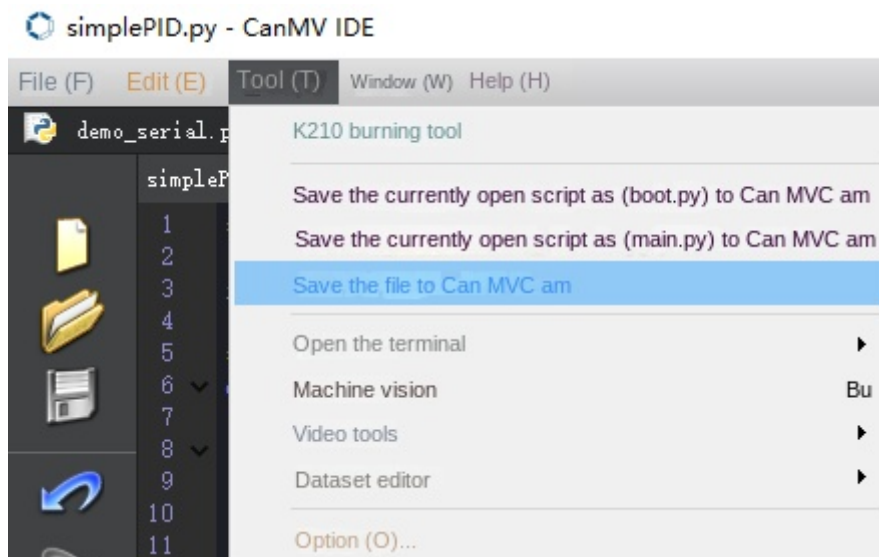 simplePID.py - CanMV IDE
File (F) Edit (E) Tool (T) Window (W) Help (H)
demo_serial.p
K210 burning tool
simpleP
Save the currently open script as (boot.py) to Can MVC am
1
Save the currently open script as (main.py) to Can MVC am
2
Save the file to Can MVC am
3
4
Open the terminal
5
Machine vision Bu
6
7
Video tools
8
Dataset editor
9
10
Option (O)...
11